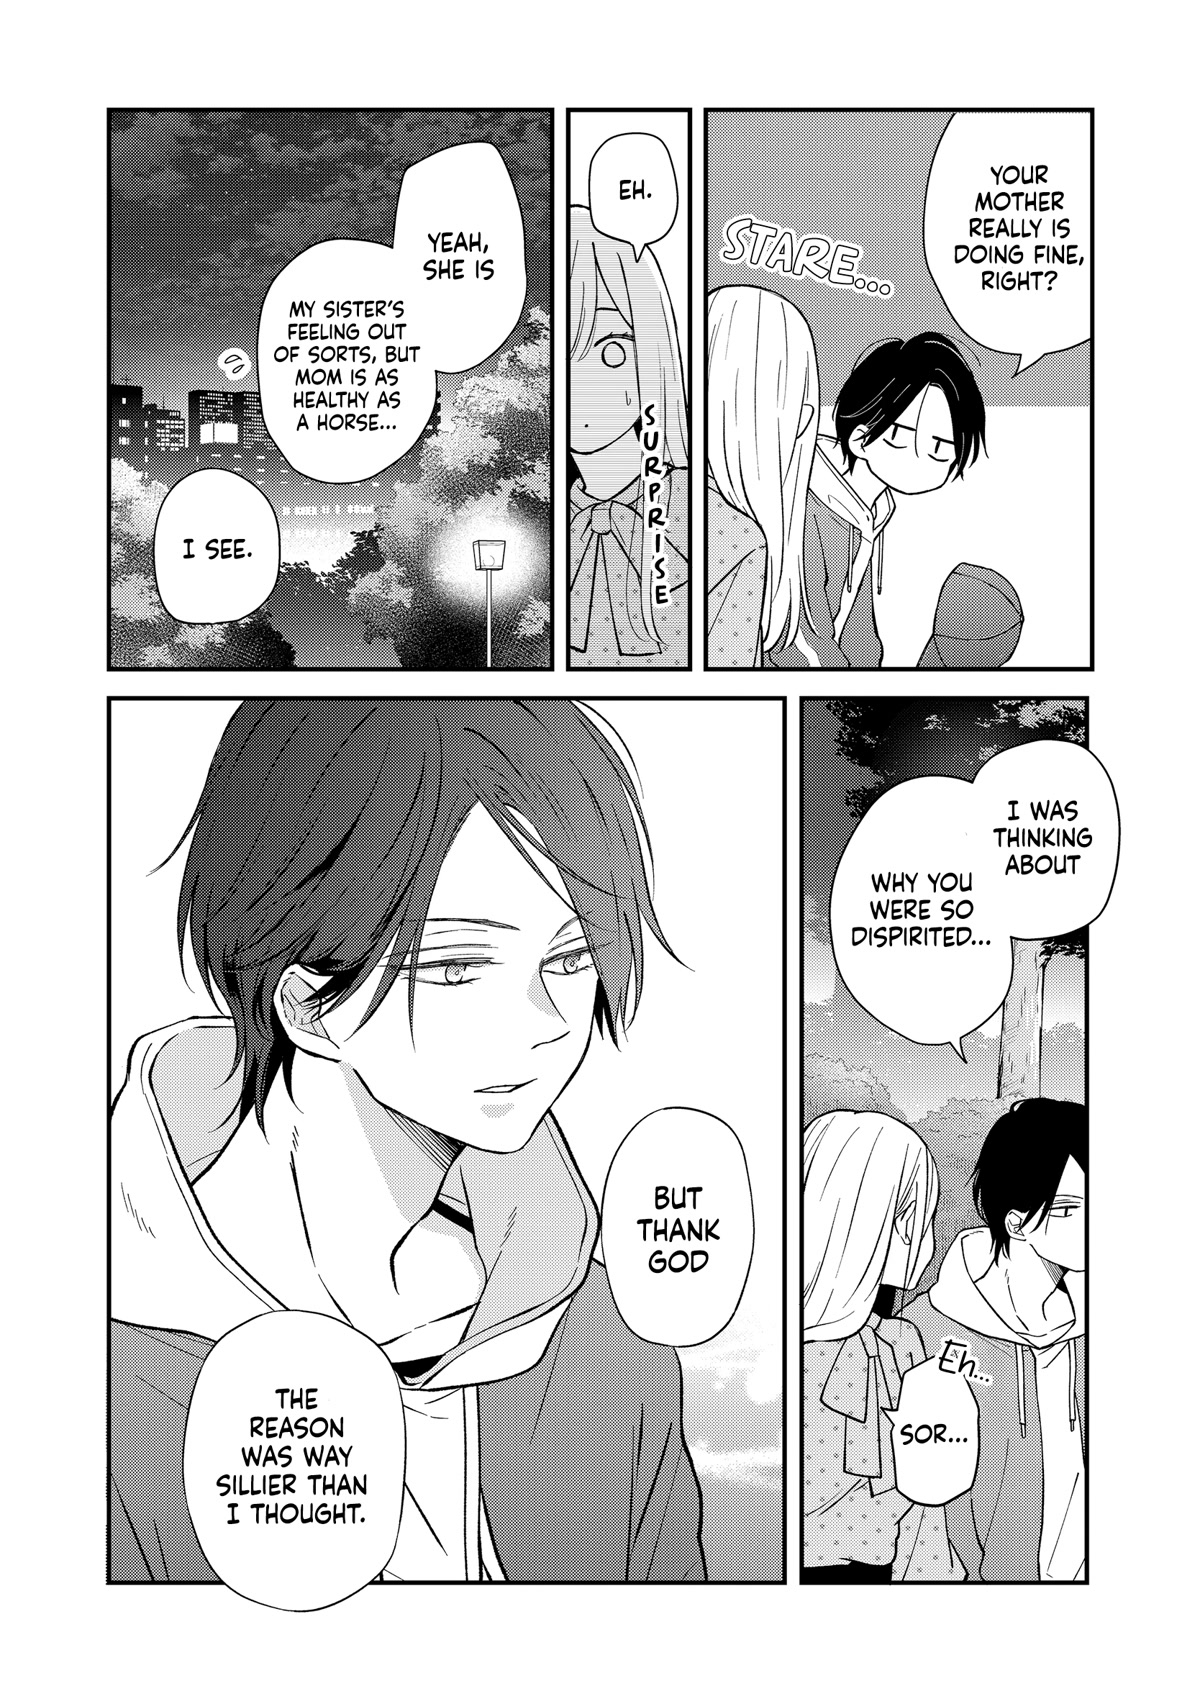 YOUR
MOTHER
REALLY IS
DOING FINE,
RIGHT?
STARE...
EH.
SURPRISE
YEAH,
SHE IS
MY SISTER'S
FEELING OUT
OF SORTS, BUT
MOM IS AS
HEALTHY AS
A HORSE...
I SEE.
I WAS
THINKING
ABOUT
WHY YOU
WERE SO
DISPIRITED...
Eh...
SOR...
BUT
THANK
GOD
THE
REASON
WAS WAY
SILLIER THAN
I THOUGHT.